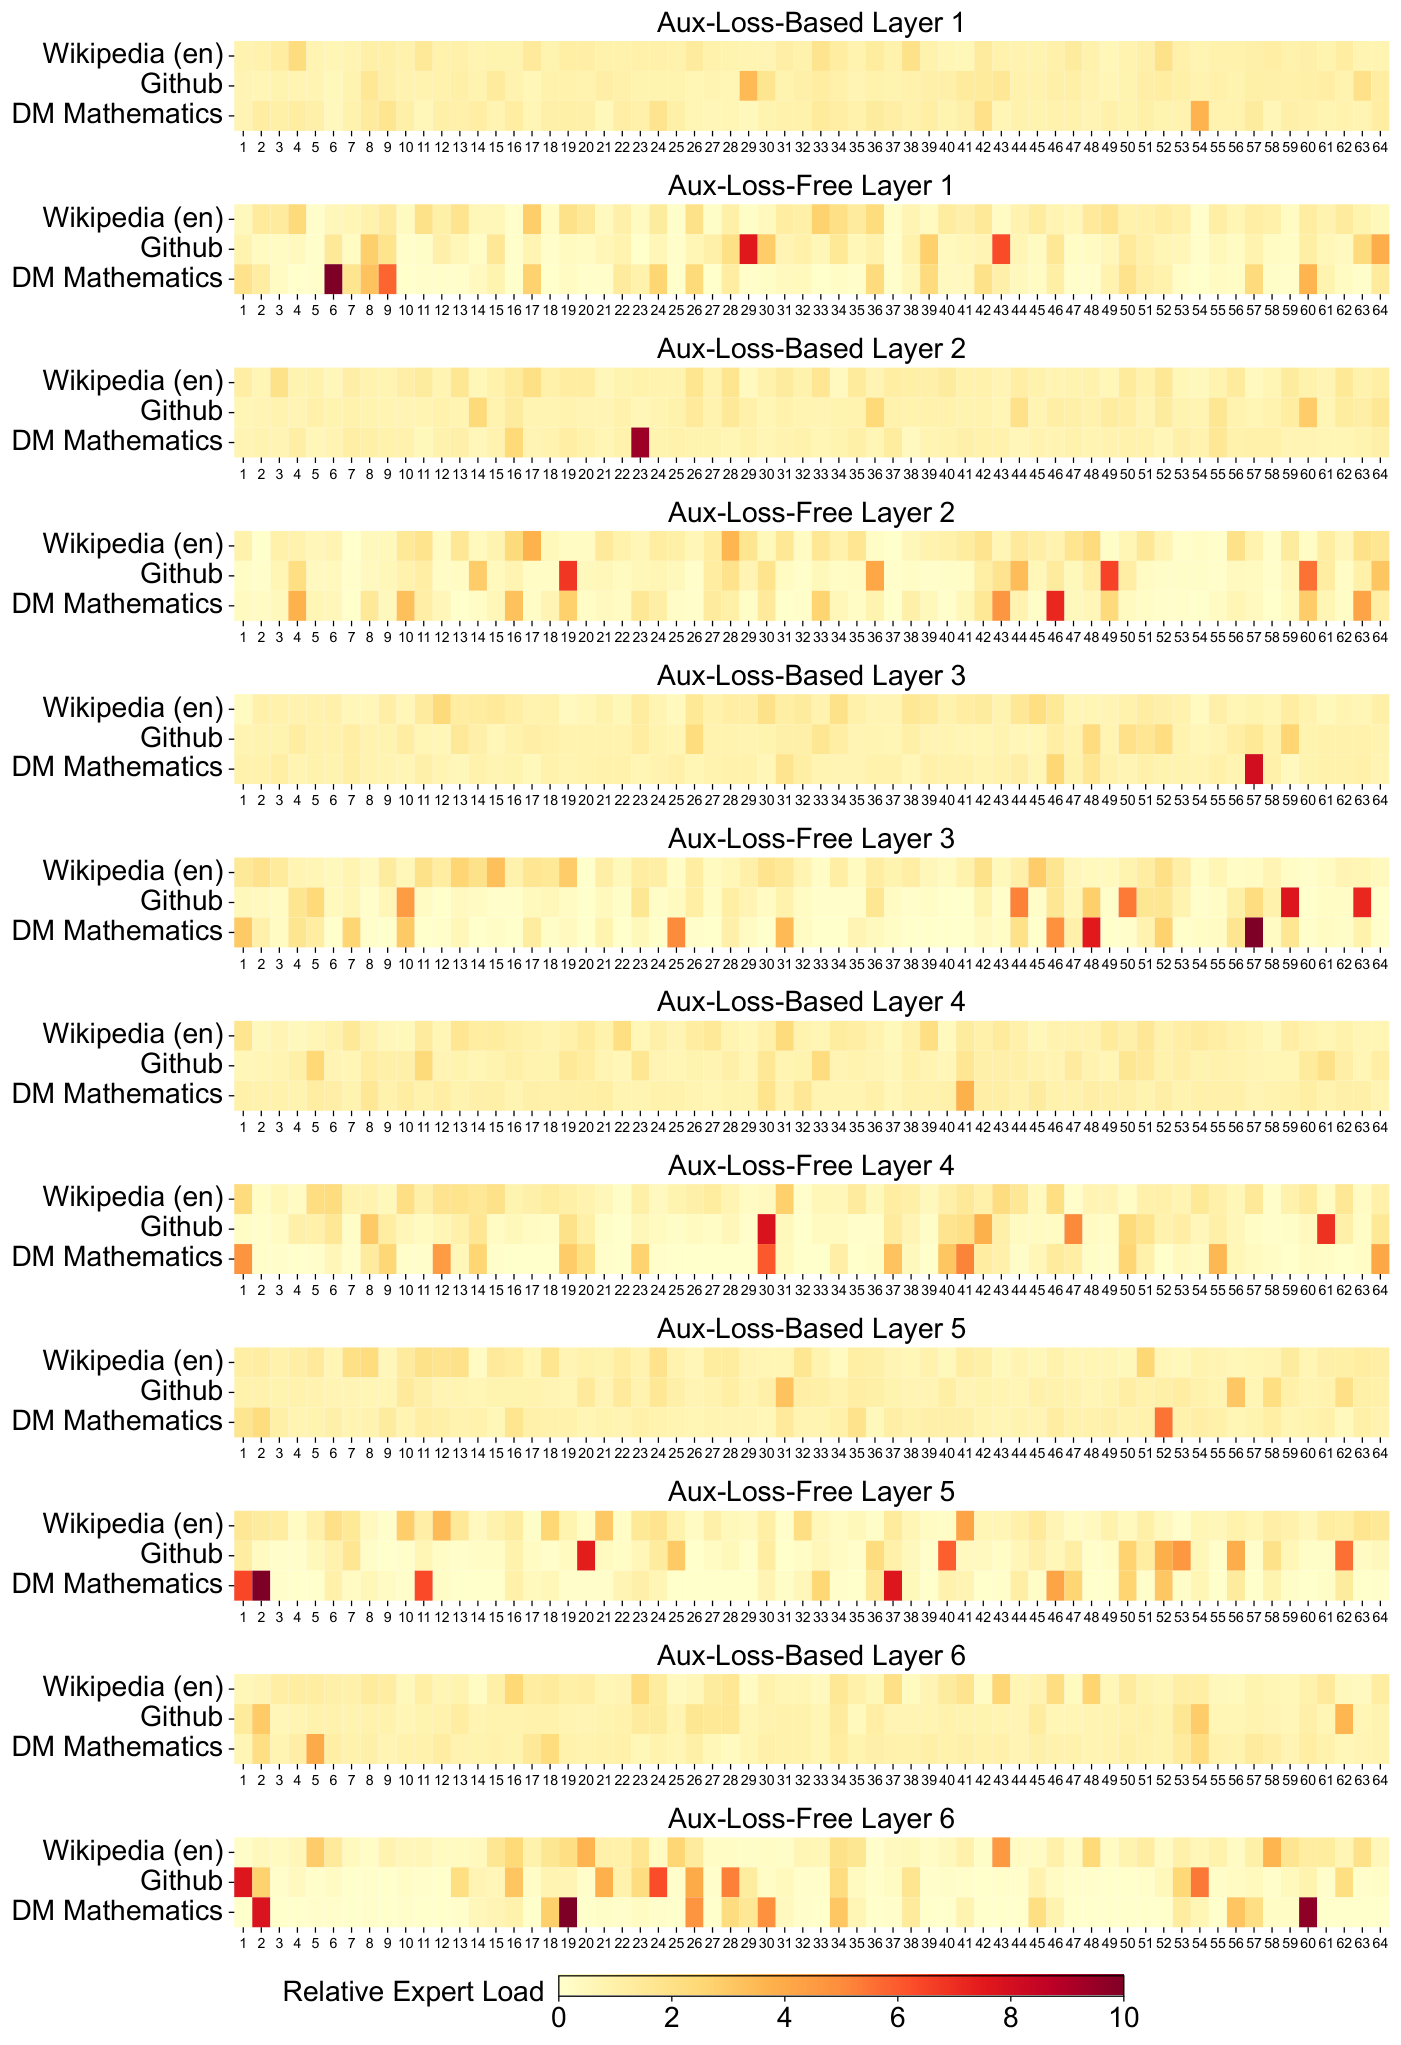 Aux-Loss-Based Layer 1
Wikipedia (en)
Github
DM Mathematics
1 2 3 4 5 6 7 8 9 10 11 12 13 14 15 16 17 18 19 20 21 22 23 24 25 26 27 28 29 30 31 32 33 34 35 36 37 38 39 40 41 42 43 44 45 46 47 48 49 50 51 52 53 54 55 56 57 58 59 60 61 62 63 64
Aux-Loss-Free Layer 1
Wikipedia (en)
Github
DM Mathematics
1 2 3 4 5 6 7 8 9 10 11 12 13 14 15 16 17 18 19 20 21 22 23 24 25 26 27 28 29 30 31 32 33 34 35 36 37 38 39 40 41 42 43 44 45 46 47 48 49 50 51 52 53 54 55 56 57 58 59 60 61 62 63 64
Aux-Loss-Based Layer 2
Wikipedia (en)
Github
DM Mathematics
1 2 3 4 5 6 7 8 9 10 11 12 13 14 15 16 17 18 19 20 21 22 23 24 25 26 27 28 29 30 31 32 33 34 35 36 37 38 39 40 41 42 43 44 45 46 47 48 49 50 51 52 53 54 55 56 57 58 59 60 61 62 63 64
Aux-Loss-Free Layer 2
Wikipedia (en)
Github
DM Mathematics
1 2 3 4 5 6 7 8 9 10 11 12 13 14 15 16 17 18 19 20 21 22 23 24 25 26 27 28 29 30 31 32 33 34 35 36 37 38 39 40 41 42 43 44 45 46 47 48 49 50 51 52 53 54 55 56 57 58 59 60 61 62 63 64
Aux-Loss-Based Layer 3
Wikipedia (en)
Github
DM Mathematics
1 2 3 4 5 6 7 8 9 10 11 12 13 14 15 16 17 18 19 20 21 22 23 24 25 26 27 28 29 30 31 32 33 34 35 36 37 38 39 40 41 42 43 44 45 46 47 48 49 50 51 52 53 54 55 56 57 58 59 60 61 62 63 64
Aux-Loss-Free Layer 3
Wikipedia (en)
Github
DM Mathematics
1 2 3 4 5 6 7 8 9 10 11 12 13 14 15 16 17 18 19 20 21 22 23 24 25 26 27 28 29 30 31 32 33 34 35 36 37 38 39 40 41 42 43 44 45 46 47 48 49 50 51 52 53 54 55 56 57 58 59 60 61 62 63 64
Aux-Loss-Based Layer 4
Wikipedia (en)
Github
DM Mathematics
1 2 3 4 5 6 7 8 9 10 11 12 13 14 15 16 17 18 19 20 21 22 23 24 25 26 27 28 29 30 31 32 33 34 35 36 37 38 39 40 41 42 43 44 45 46 47 48 49 50 51 52 53 54 55 56 57 58 59 60 61 62 63 64
Aux-Loss-Free Layer 4
Wikipedia (en)
Github
DM Mathematics
1 2 3 4 5 6 7 8 9 10 11 12 13 14 15 16 17 18 19 20 21 22 23 24 25 26 27 28 29 30 31 32 33 34 35 36 37 38 39 40 41 42 43 44 45 46 47 48 49 50 51 52 53 54 55 56 57 58 59 60 61 62 63 64
Aux-Loss-Based Layer 5
Wikipedia (en)
Github
DM Mathematics
1 2 3 4 5 6 7 8 9 10 11 12 13 14 15 16 17 18 19 20 21 22 23 24 25 26 27 28 29 30 31 32 33 34 35 36 37 38 39 40 41 42 43 44 45 46 47 48 49 50 51 52 53 54 55 56 57 58 59 60 61 62 63 64
Aux-Loss-Free Layer 5
Wikipedia (en)
Github
DM Mathematics
1 2 3 4 5 6 7 8 9 10 11 12 13 14 15 16 17 18 19 20 21 22 23 24 25 26 27 28 29 30 31 32 33 34 35 36 37 38 39 40 41 42 43 44 45 46 47 48 49 50 51 52 53 54 55 56 57 58 59 60 61 62 63 64
Aux-Loss-Based Layer 6
Wikipedia (en)
Github
DM Mathematics
1 2 3 4 5 6 7 8 9 10 11 12 13 14 15 16 17 18 19 20 21 22 23 24 25 26 27 28 29 30 31 32 33 34 35 36 37 38 39 40 41 42 43 44 45 46 47 48 49 50 51 52 53 54 55 56 57 58 59 60 61 62 63 64
Aux-Loss-Free Layer 6
Wikipedia (en)
Github
DM Mathematics
1 2 3 4 5 6 7 8 9 10 11 12 13 14 15 16 17 18 19 20 21 22 23 24 25 26 27 28 29 30 31 32 33 34 35 36 37 38 39 40 41 42 43 44 45 46 47 48 49 50 51 52 53 54 55 56 57 58 59 60 61 62 63 64
Relative Expert Load
0 2 4 6 8 10